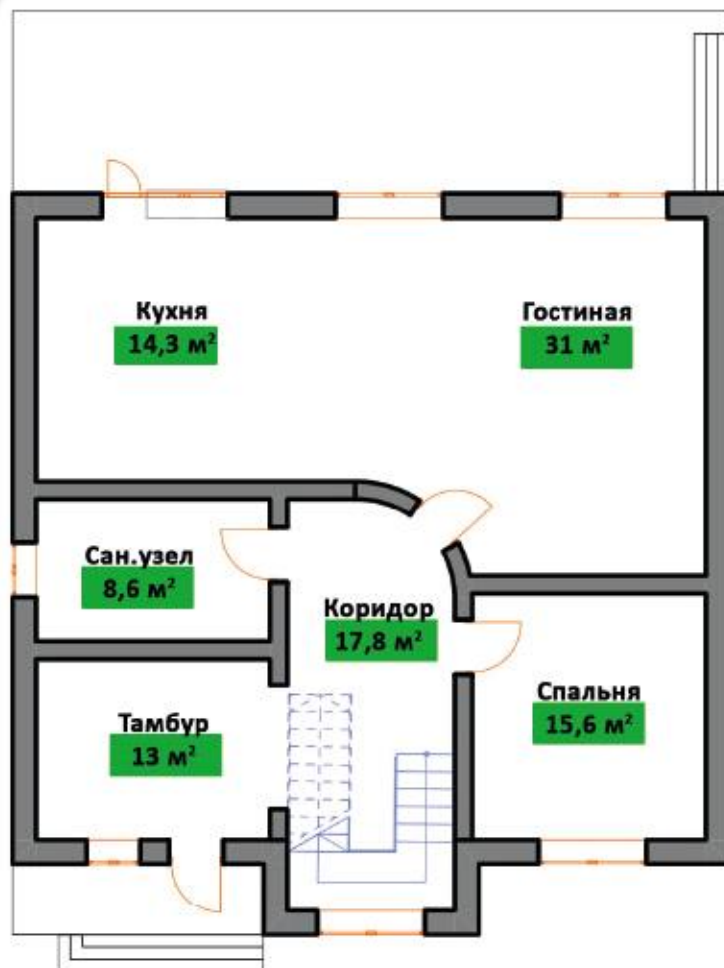 Кухня
14,3 м²
Гостиная
31 м²
Сан.узел
8,6 м²
Коридор
17,8 м²
Тамбур
13 м²
Спальня
15,6 м²